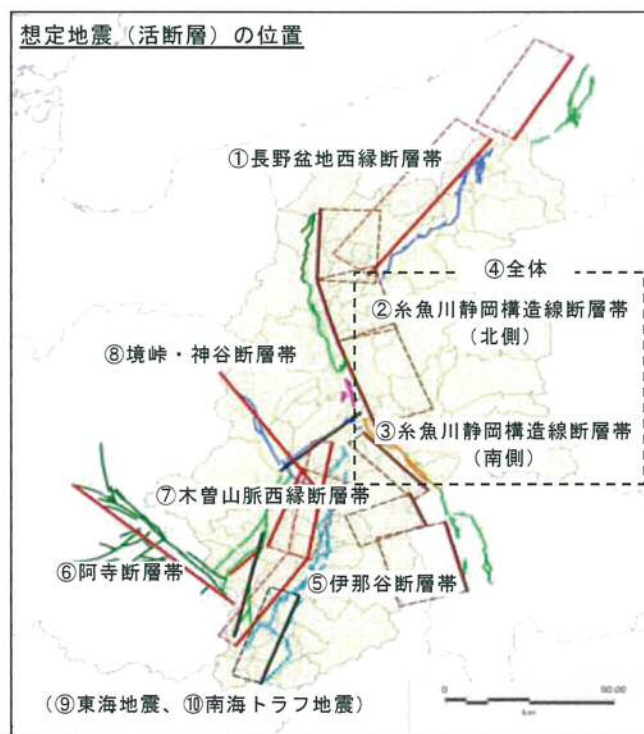 想定地震（活断層）の位置
①長野盆地西縁断層帯
④全体
②糸魚川静岡構造線断層帯
（北側）
⑧境峠・神谷断層帯
③糸魚川静岡構造線断層帯
（南側）
⑦木曽山脈西縁断層帯
⑥阿寺断層帯
⑤伊那谷断層帯
（⑨東海地震、⑩南海トラフ地震）
0
50.00
km